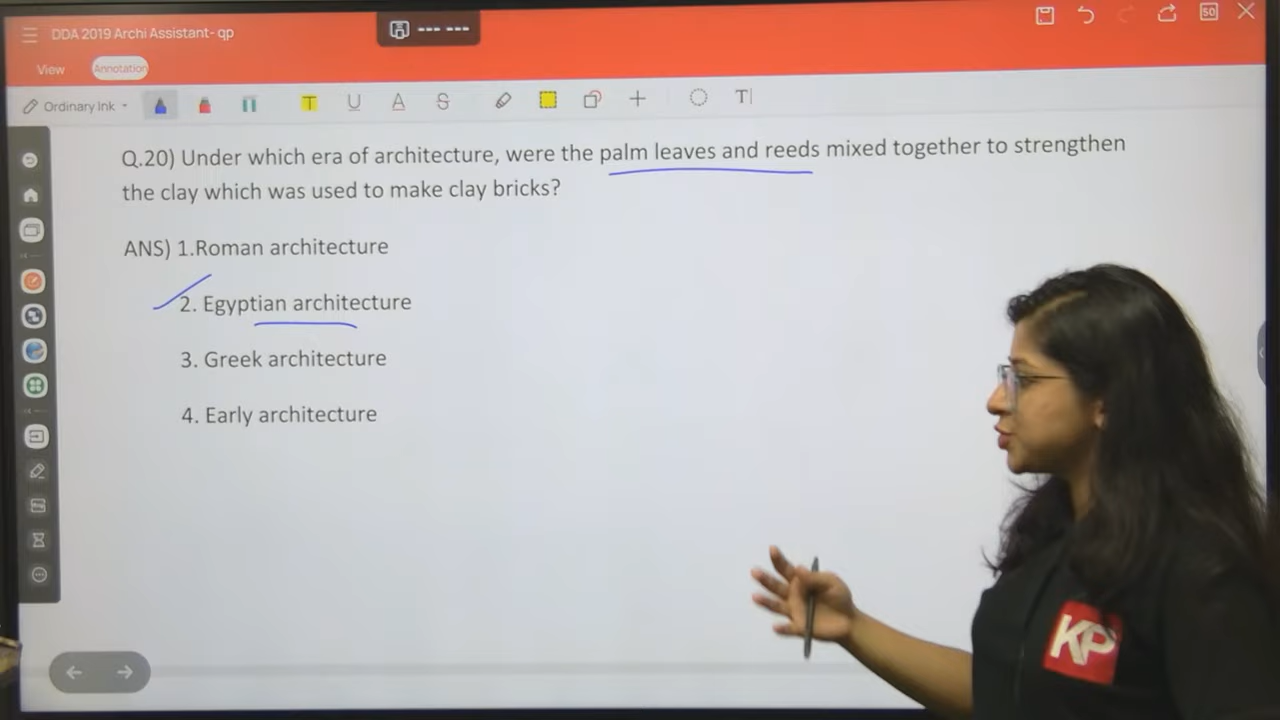 DDA 2019 Archi Assistant- qp
50
View
Annotation
Ordinary Ink
T U A S T
Q.20) Under which era of architecture, were the palm leaves and reeds mixed together to strengthen
the clay which was used to make clay bricks?
ANS) 1.Roman architecture
2. Egyptian architecture
3. Greek architecture
4. Early architecture
KP